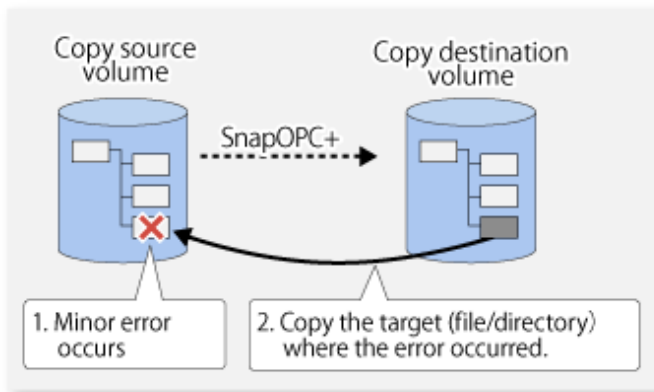 Copy source
volume
Copy destination
volume
SnapOPC+
1. Minor error
occurs
2. Copy the target (file/directory)
where the error occurred.